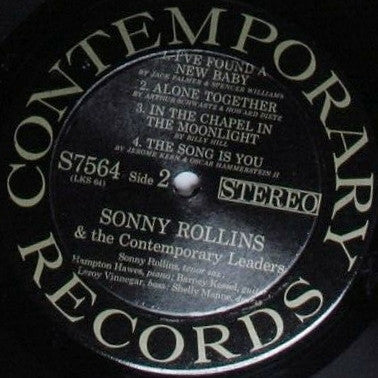 CONTEMPORARY
RECORDS
1. I'VE FOUND A
NEW BABY
BY JACK PALMER & SPENCER WILLIAMS
2. ALONE TOGETHER
BY ARTHUR SCHWARTZ & HOWARD DIETZ
3. IN THE CHAPEL IN
THE MOONLIGHT
BY BILLY HILL
4. THE SONG IS YOU
BY JEROME KERN & OSCAR HAMMERSTEIN II
S7564
(LKS 64)
Side 2
STEREO
SONNY ROLLINS
& the Contemporary Leaders
Sonny Rollins, tenor sax;
Hampton Hawes, piano; Barney Kessel,
Leroy Vinnegar, bass; Shelly Manne,